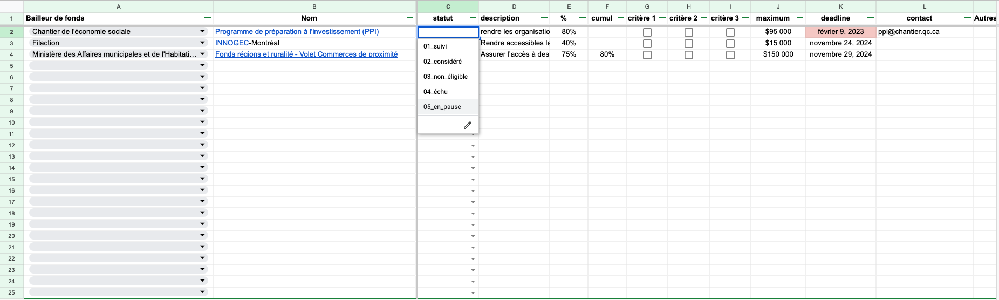 A B C D E F G H I J K L
1 Bailleur de fonds Nom statut description % cumul critère 1 critère 2 critère 3 maximum deadline contact Autres
2 Chantier de l'économie sociale Programme de préparation à l'investissement (PPI) rendre les organisatio 80% $95 000 février 9, 2023 ppi@chantier.qc.ca
3 Filaction INNOGEC-Montréal Rendre accessibles le 40% $15 000 novembre 24, 2024
4 Ministère des Affaires municipales et de l'Habitati... Fonds régions et ruralité - Volet Commerces de proximité Assurer l'accès à des 75% 80% $150 000 novembre 29, 2024
01_suivi
02_considéré
03_non_éligible
04_échu
05_en_pause
5
6
7
8
9
10
11
12
13
14
15
16
17
18
19
20
21
22
23
24
25